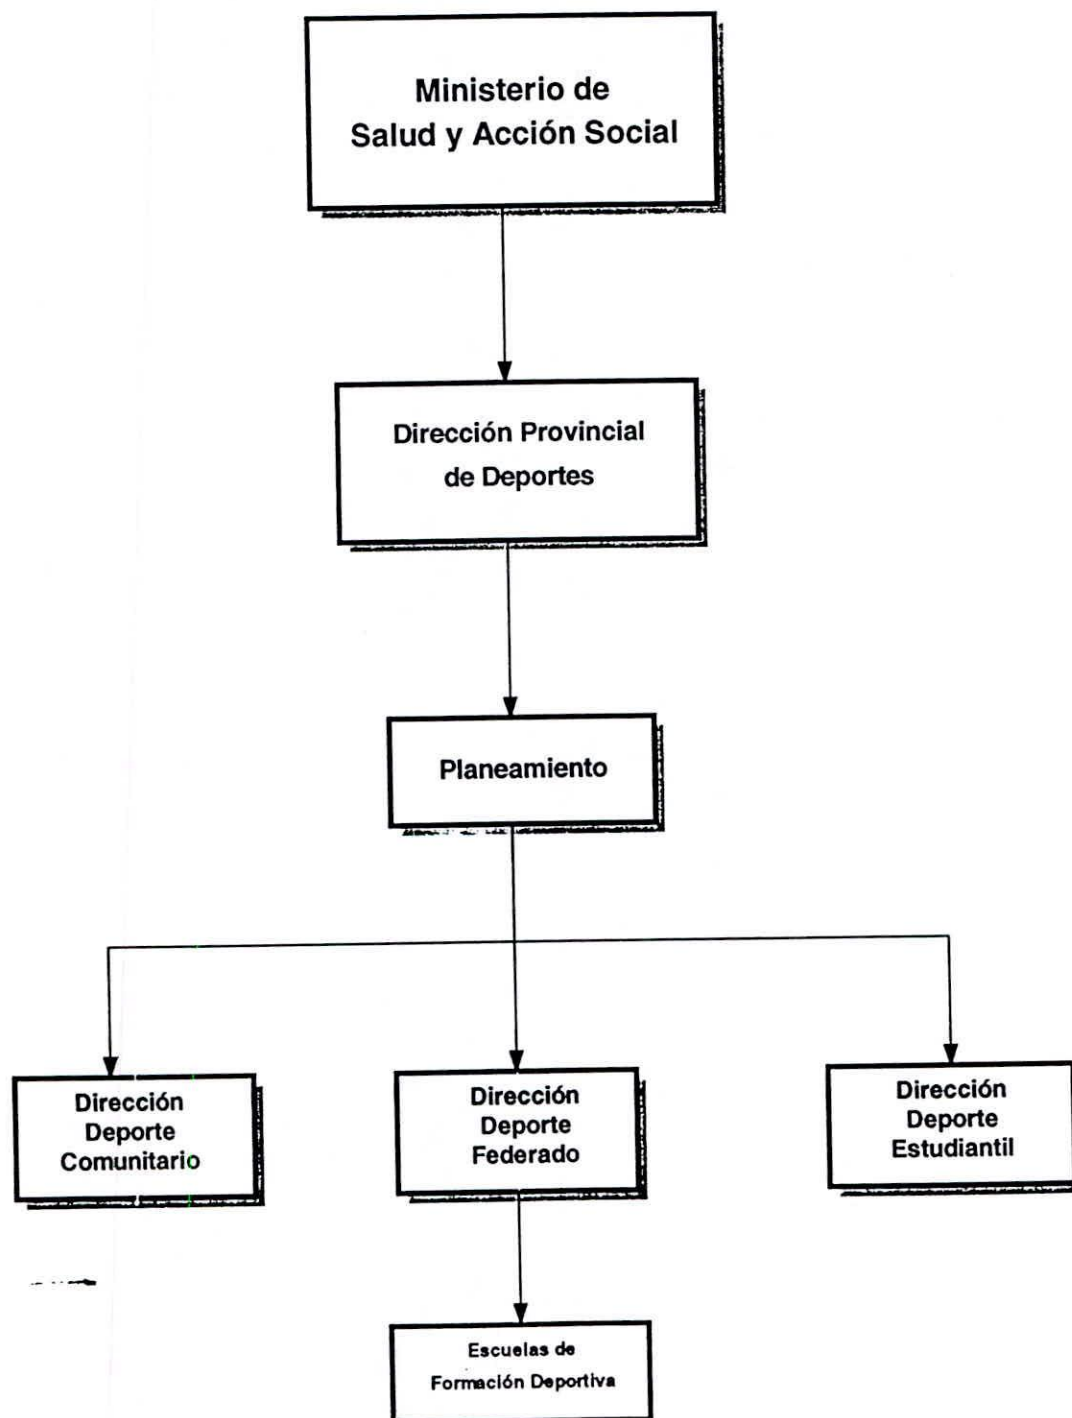 Ministerio de
Salud y Acción Social
Dirección Provincial
de Deportes
Planeamiento
Dirección
Deporte
Comunitario
Dirección
Deporte
Federado
Dirección
Deporte
Estudiantil
Escuelas de
Formación Deportiva